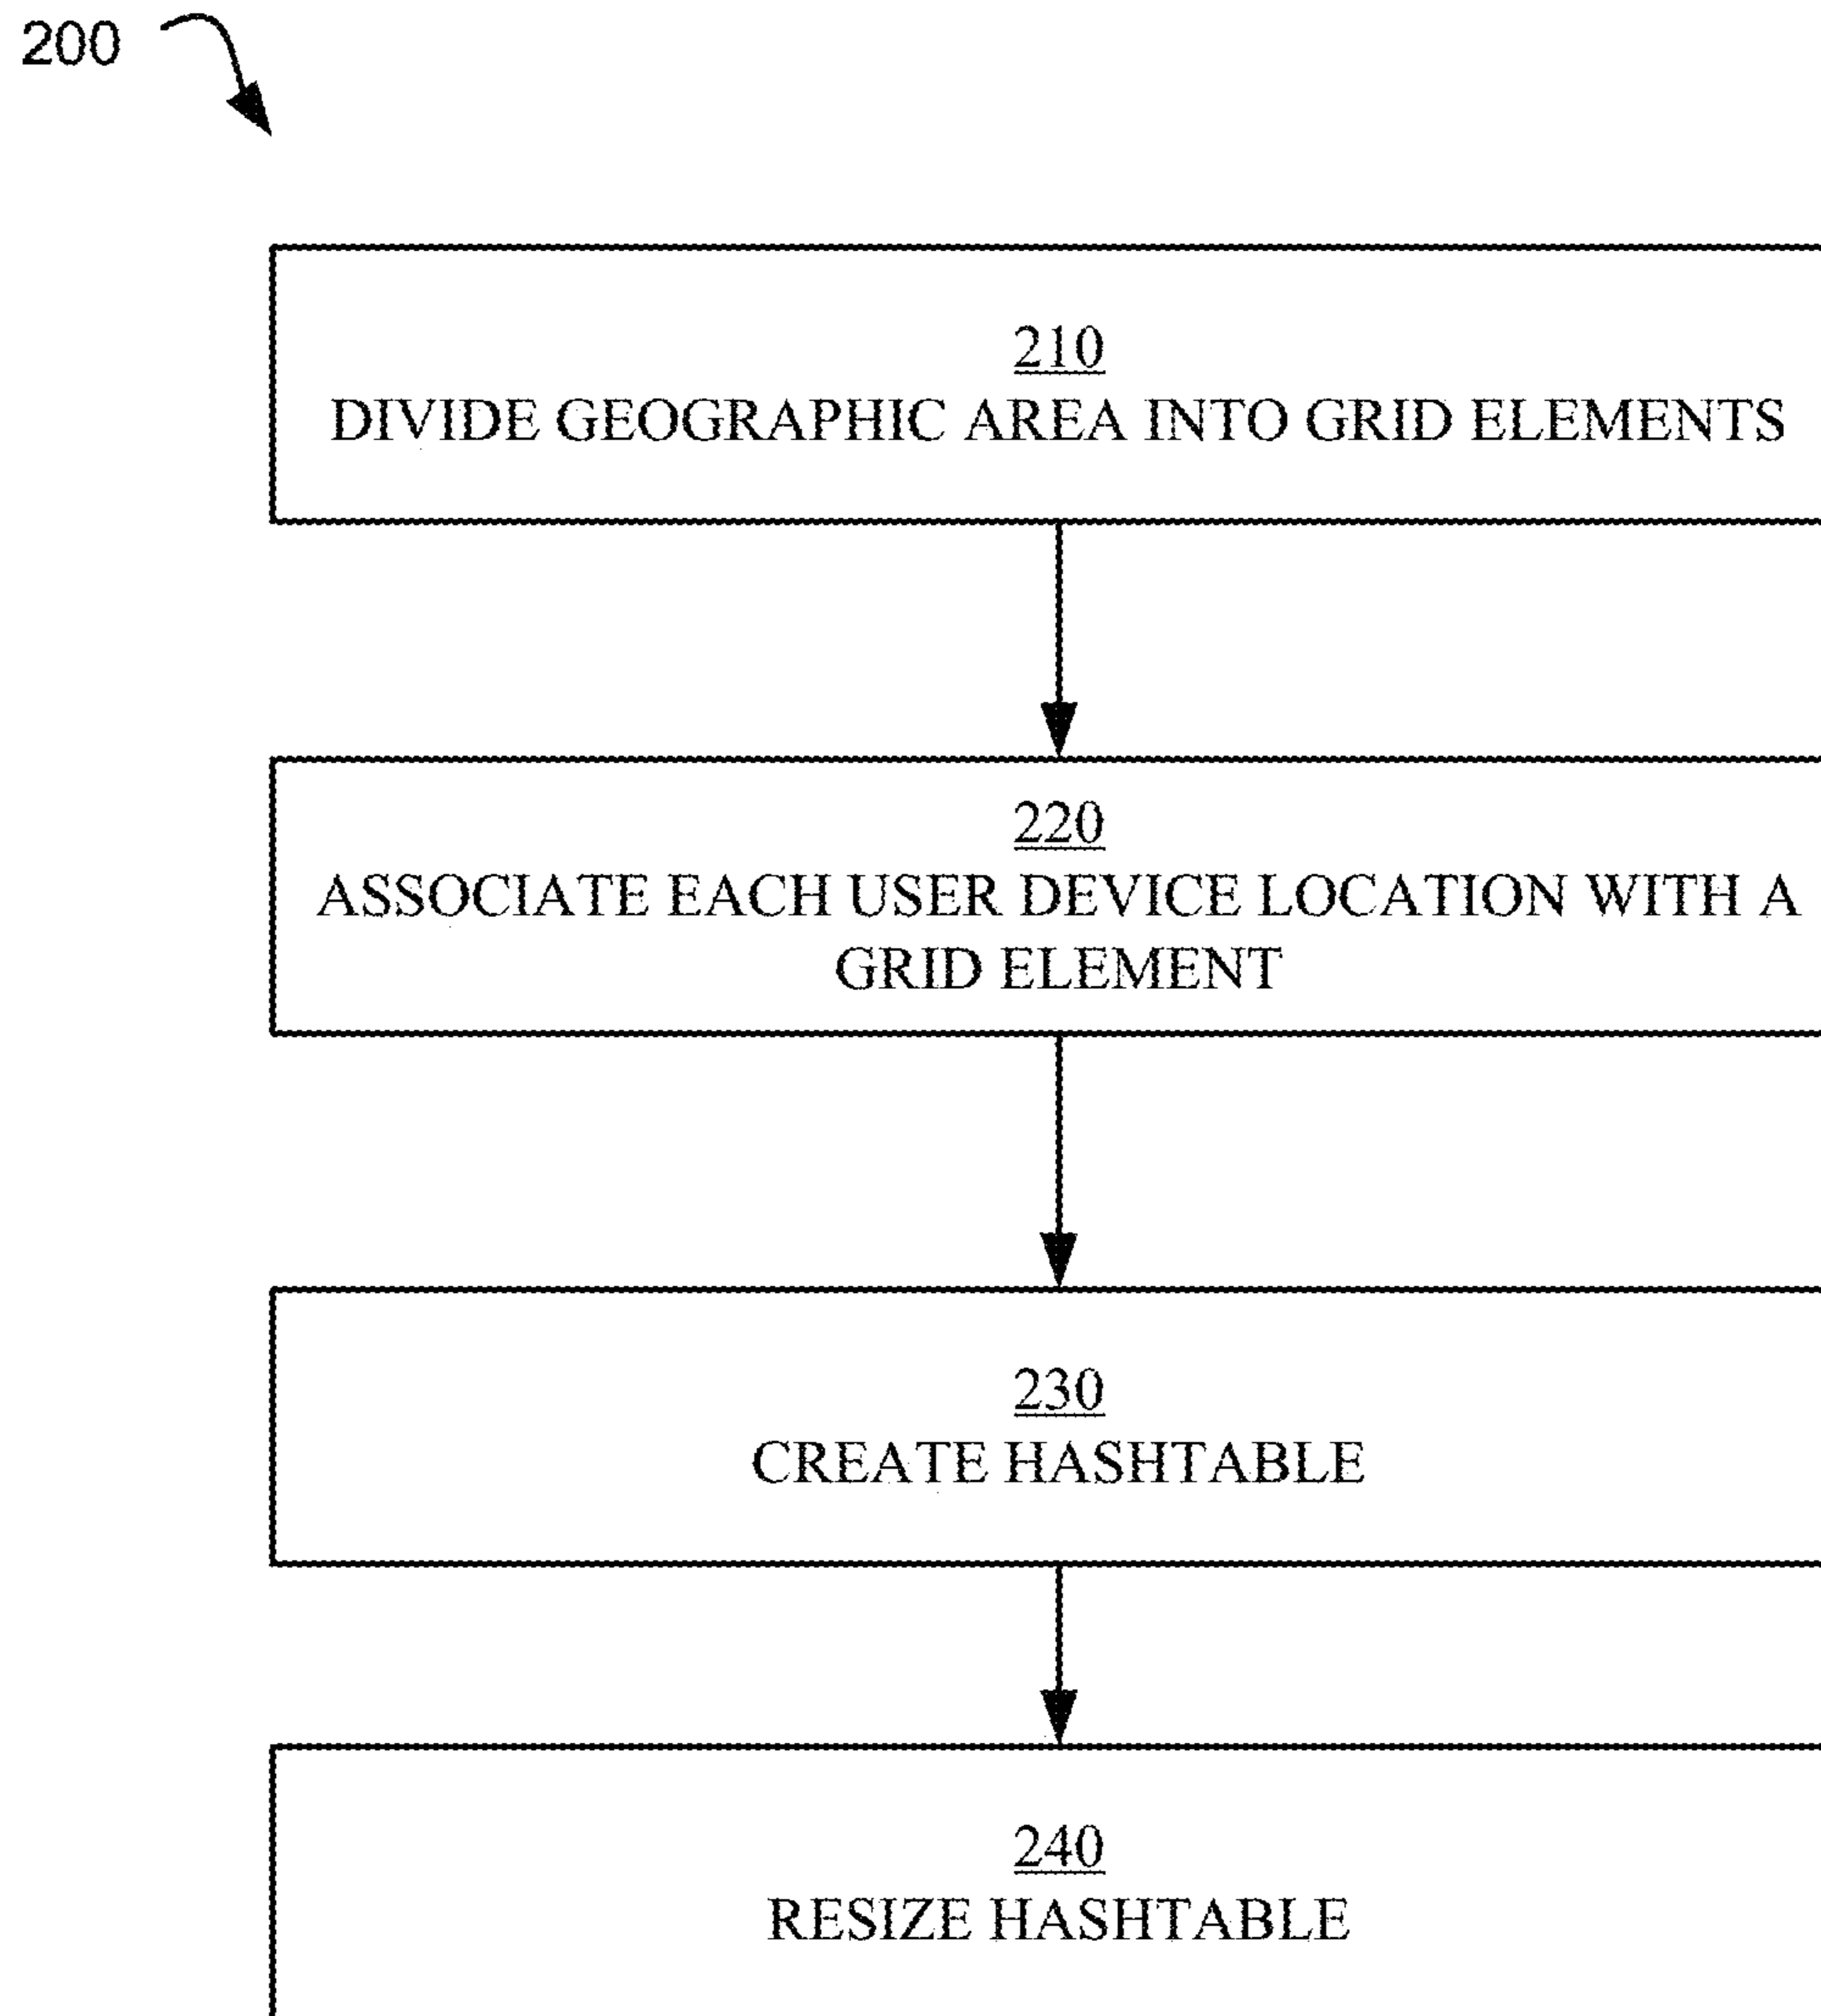 200
210
DIVIDE GEOGRAPHIC AREA INTO GRID ELEMENTS
220
ASSOCIATE EACH USER DEVICE LOCATION WITH A
GRID ELEMENT
230
CREATE HASHTABLE
240
RESIZE HASHTABLE